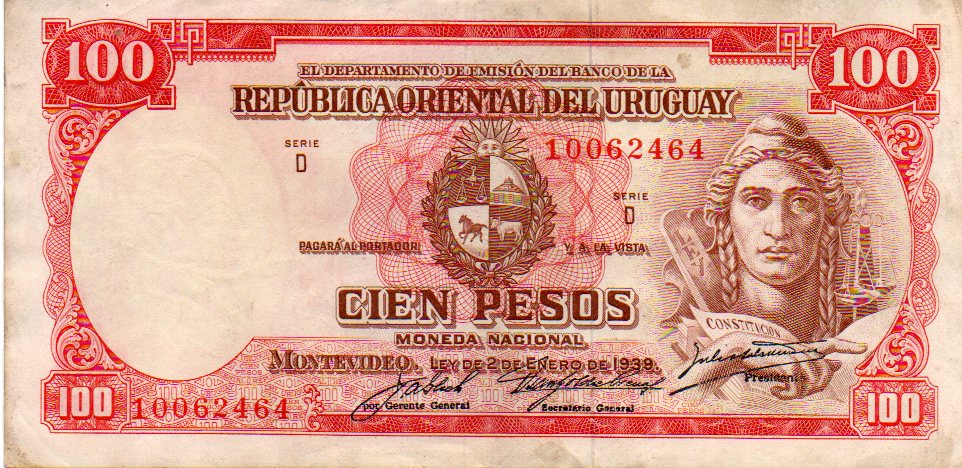 100
100
EL DEPARTAMENTO DE EMISIÓN DEL BANCO DE LA
REPÚBLICA ORIENTAL DEL URUGUAY
SERIE
D
10062464
SERIE
D
LEY
PAGARÁ AL PORTADOR Y A LA VISTA
CIEN PESOS
CONSTITUCION
MONEDA NACIONAL
MONTEVIDEO, LEY DE 2 DE ENERO DE 1939.
por Gerente General
Secretario General
Presidente
100
10062464
100